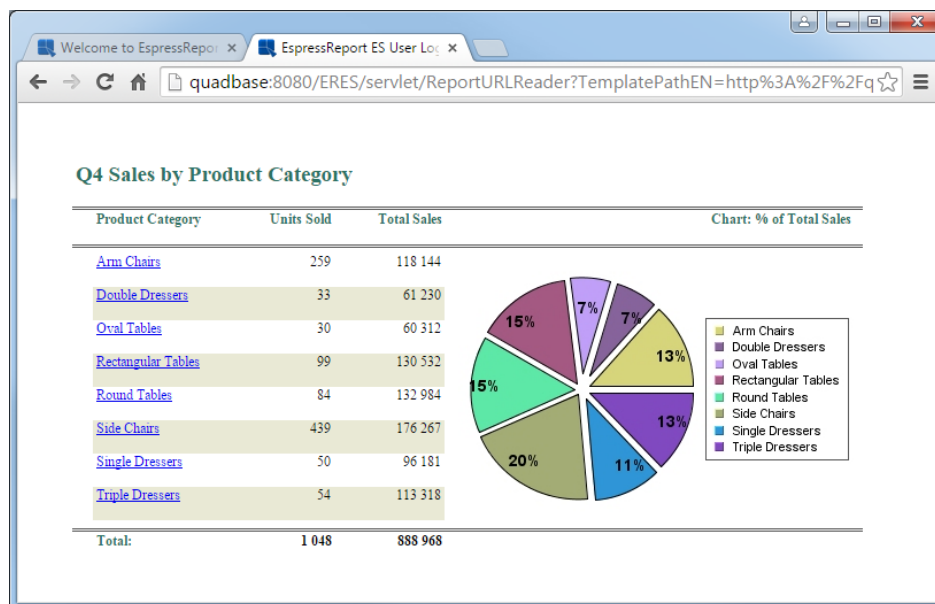 Welcome to EspressRepor
EspressReport ES User Log
quadbase:8080/ERES/servlet/ReportURLReader?TemplatePathEN=http%3A%2F%2Fq
Q4 Sales by Product Category
Product Category Units Sold Total Sales Chart: % of Total Sales
Arm Chairs 259 118 144
Double Dressers 33 61 230
Oval Tables 30 60 312
Rectangular Tables 99 130 532
Round Tables 84 132 984
Side Chairs 439 176 267
Single Dressers 50 96 181
Triple Dressers 54 113 318
Total: 1 048 888 968
7%
7%
15%
13%
15%
13%
20%
11%
Arm Chairs
Double Dressers
Oval Tables
Rectangular Tables
Round Tables
Side Chairs
Single Dressers
Triple Dressers